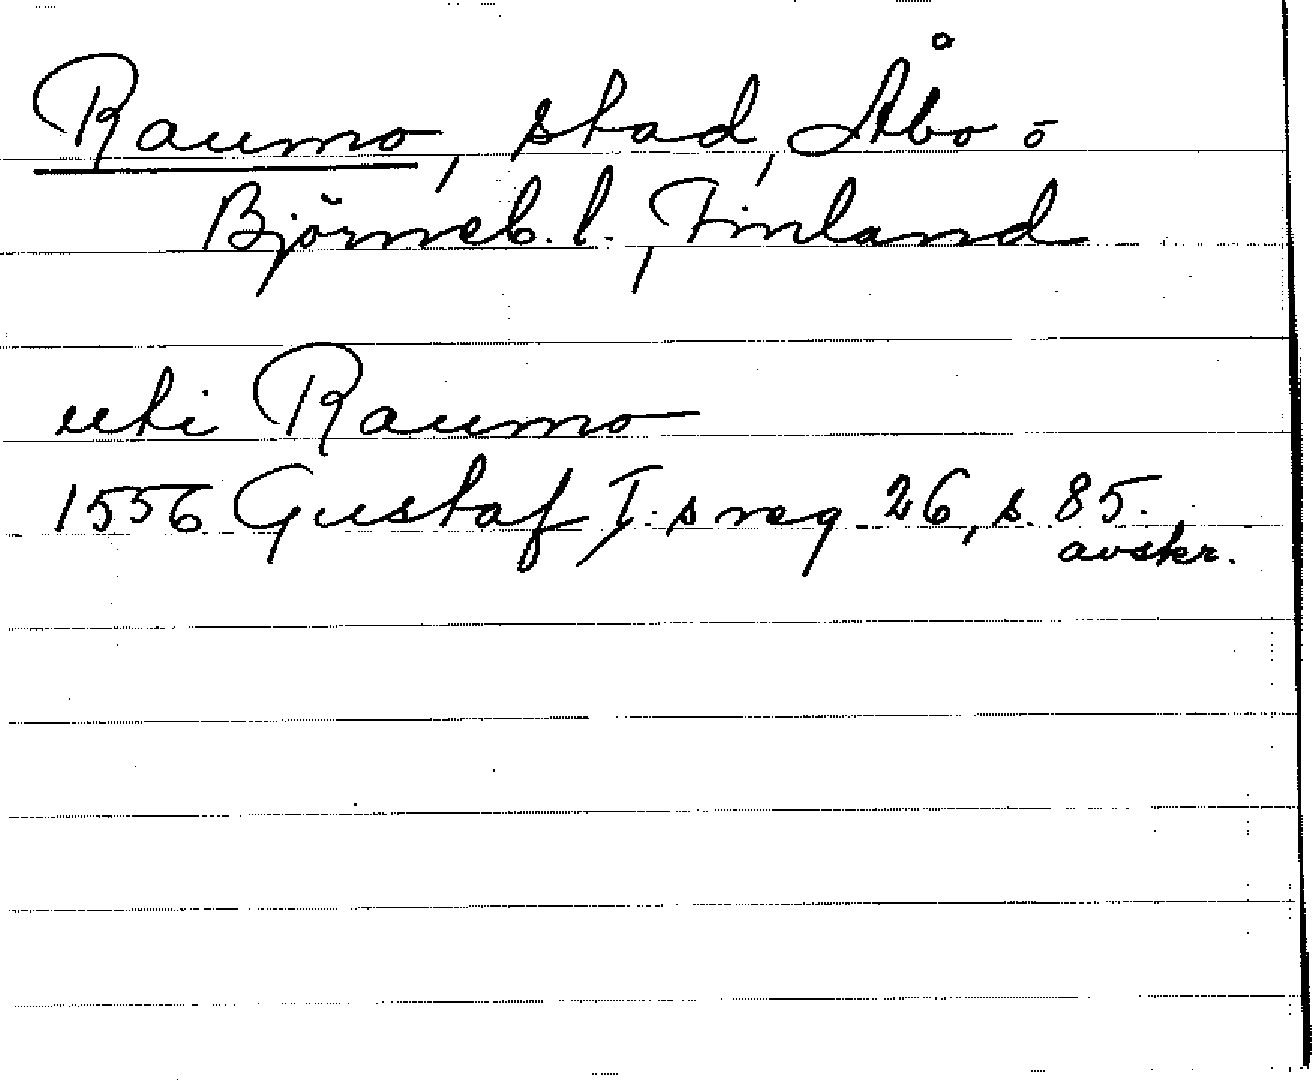 Raumo, stad, Åbo o
Björneb. l., Finland
uti Raumo
1556 Gustaf I:s reg 26, s. 85.
avskr.